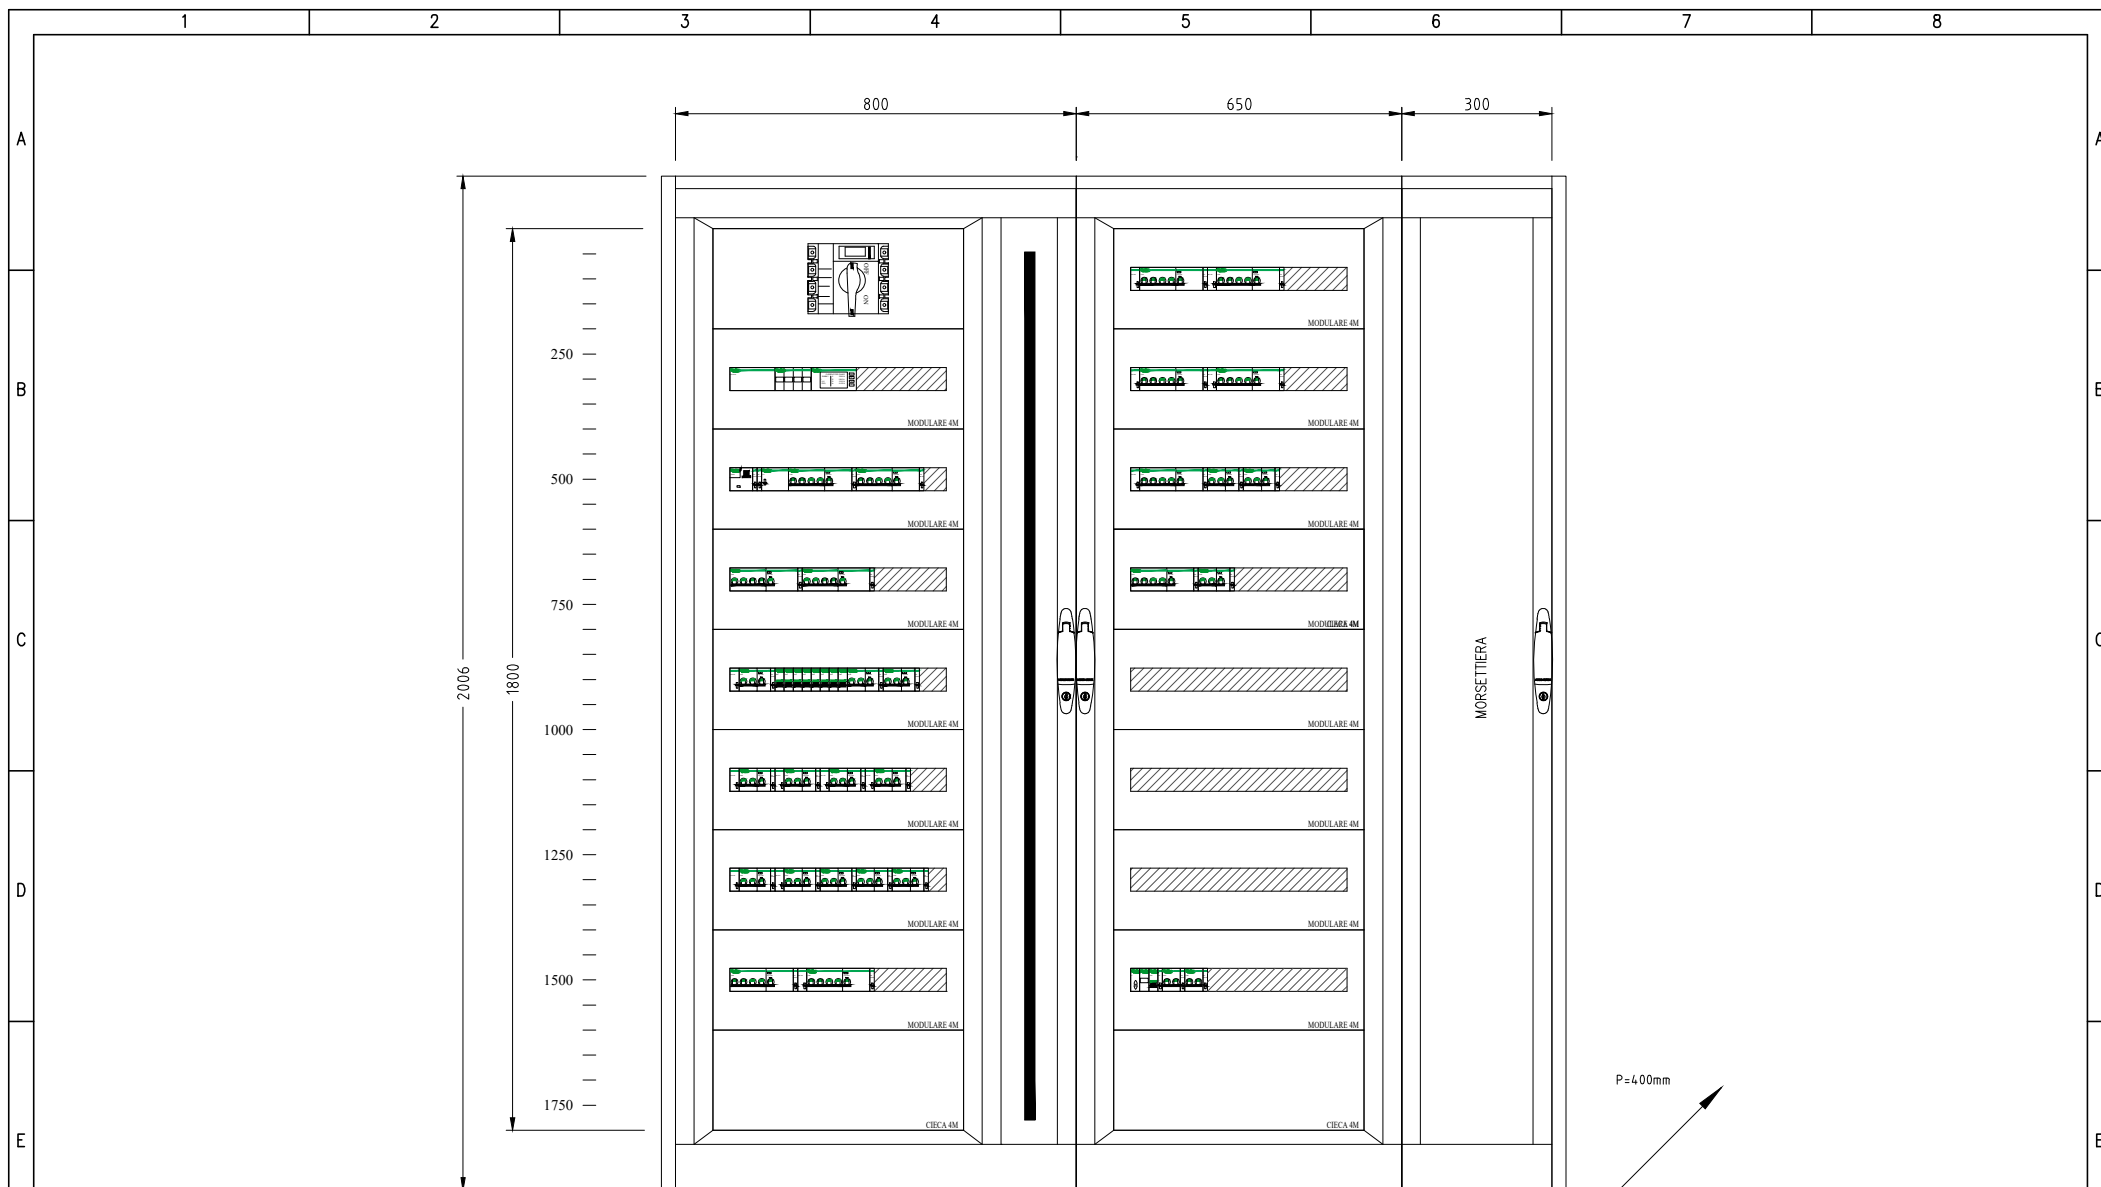 1 2 3 4 5 6 7 8
800 650 300
A A
MODULARE 4M
250
B
MODULARE 4M MODULARE 4M
500
MODULARE 4M MODULARE 4M
750
MODULARE 4M
C
2006 1800
MORSETTIERA
MODULARE 4M MODULARE 4M
1000
MODULARE 4M MODULARE 4M
1250
D D
MODULARE 4M MODULARE 4M
1500
MODULARE 4M MODULARE 4M
P=400mm
1750
CIECA 4M CIECA 4M
E
OFF
ON